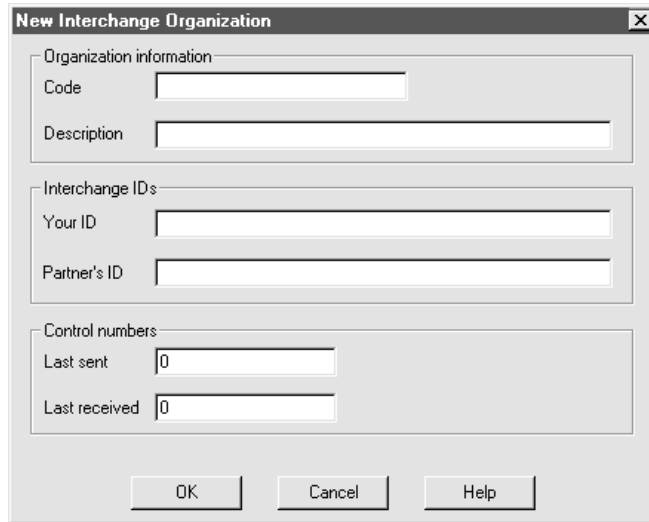 New Interchange Organization
Organization information
Code
Description
Interchange IDs
Your ID
Partner's ID
Control numbers
Last sent 0
Last received 0
OK Cancel Help